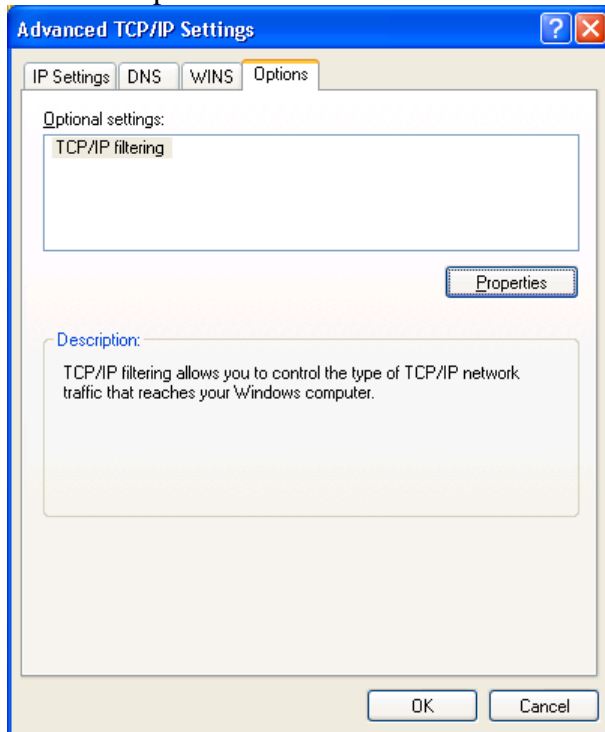 Advanced TCP/IP Settings
IP Settings DNS WINS Options
Optional settings:
TCP/IP filtering
Properties
Description:
TCP/IP filtering allows you to control the type of TCP/IP network
traffic that reaches your Windows computer.
OK Cancel